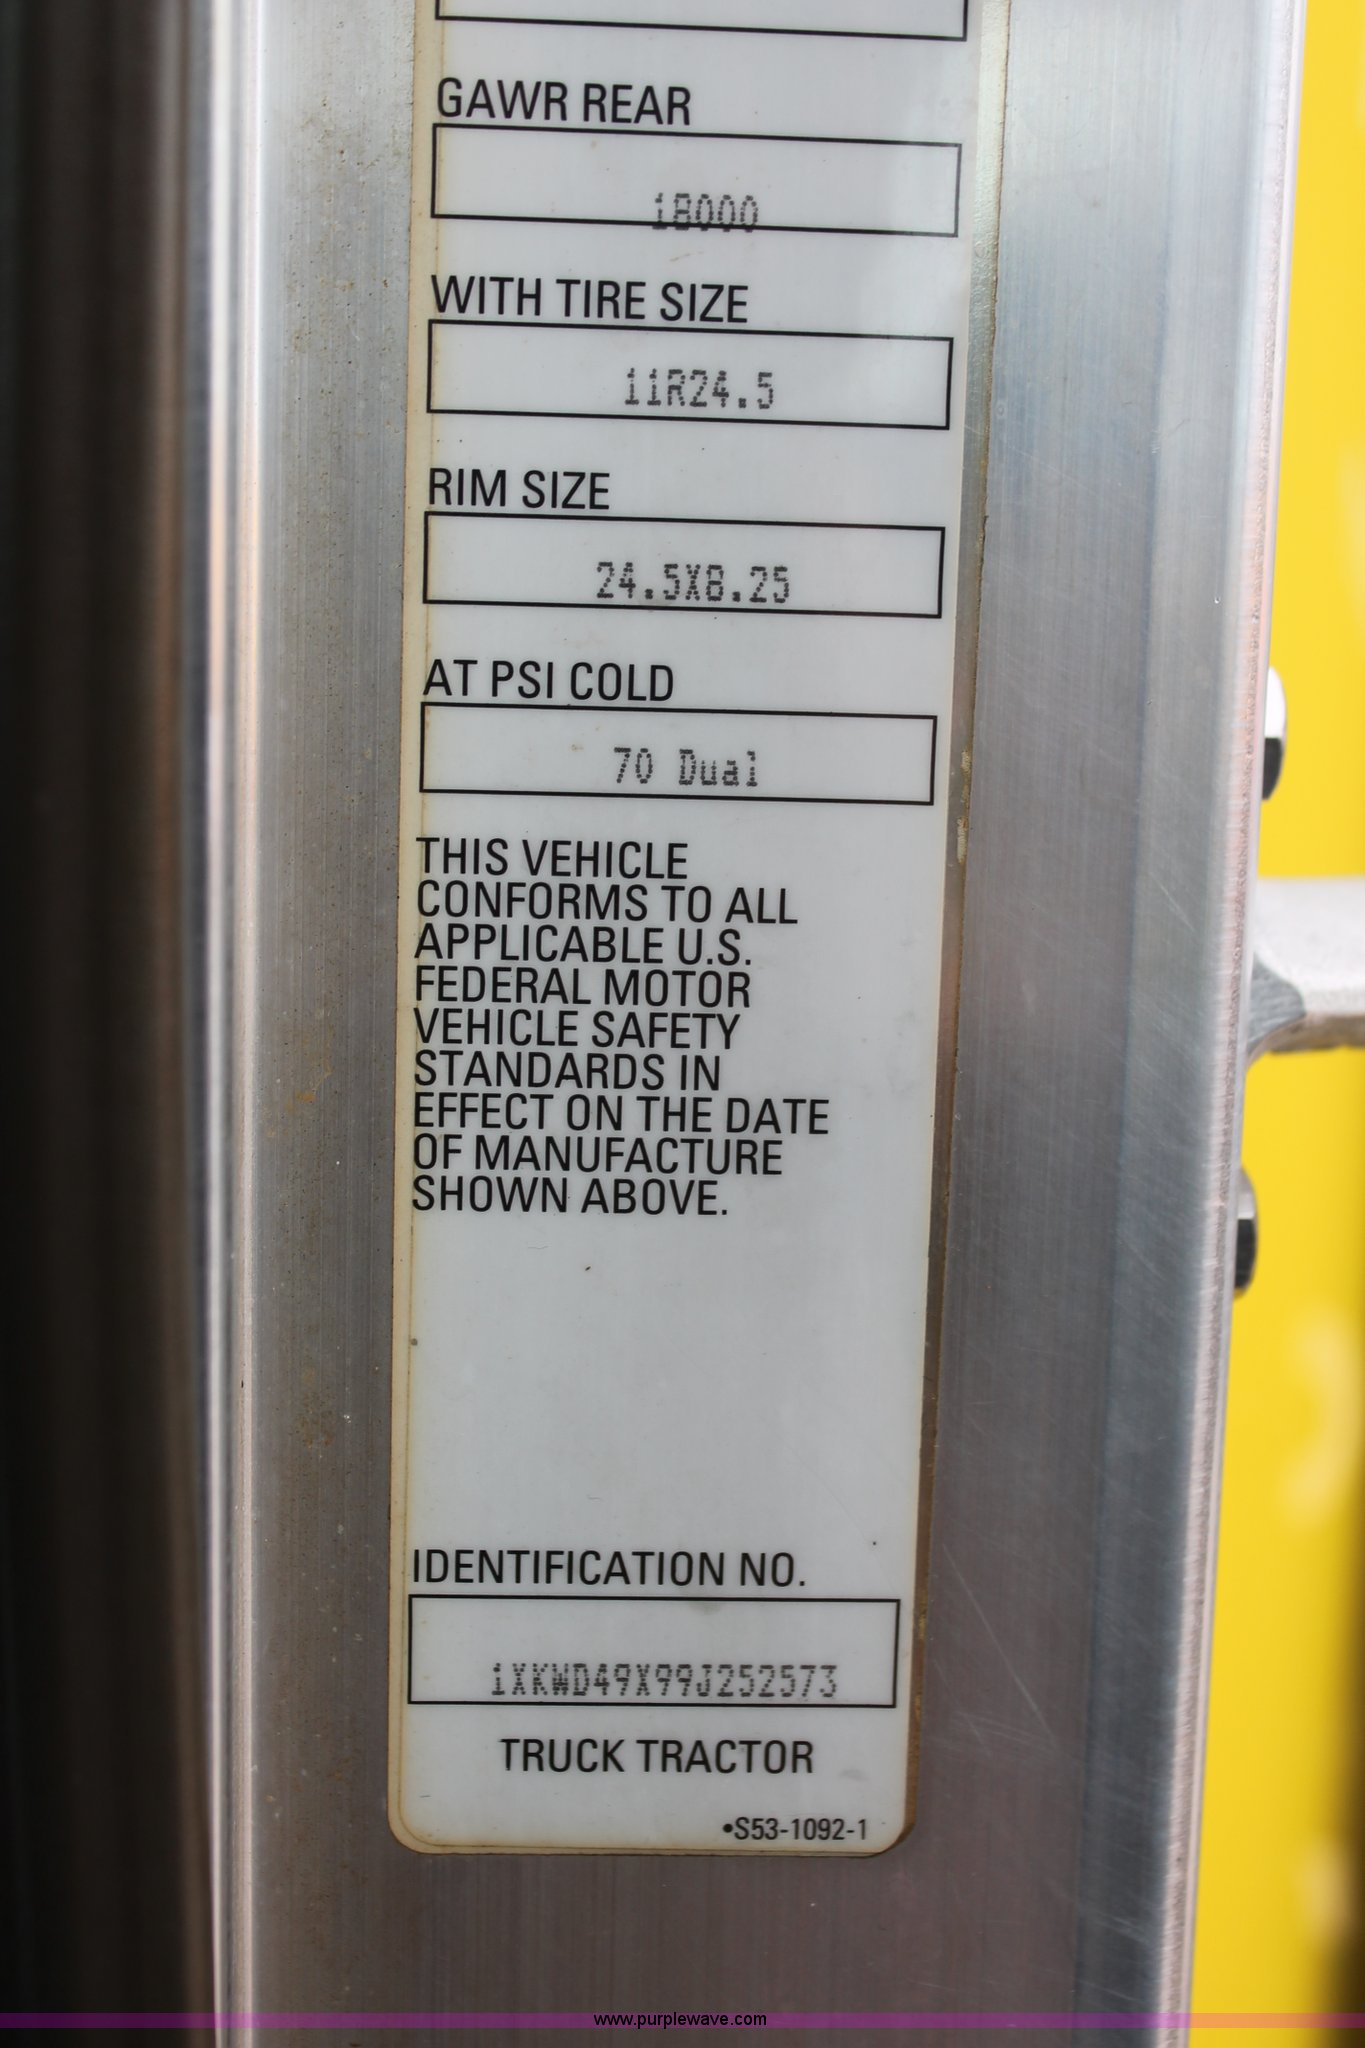 GAWR REAR
18000
WITH TIRE SIZE
11R24.5
RIM SIZE
24.5X8.25
AT PSI COLD
70 Dual
THIS VEHICLE
CONFORMS TO ALL
APPLICABLE U.S.
FEDERAL MOTOR
VEHICLE SAFETY
STANDARDS IN
EFFECT ON THE DATE
OF MANUFACTURE
SHOWN ABOVE.
IDENTIFICATION NO.
1XKWD49X99J252573
TRUCK TRACTOR
•S53-1092-1
www.purplewave.com